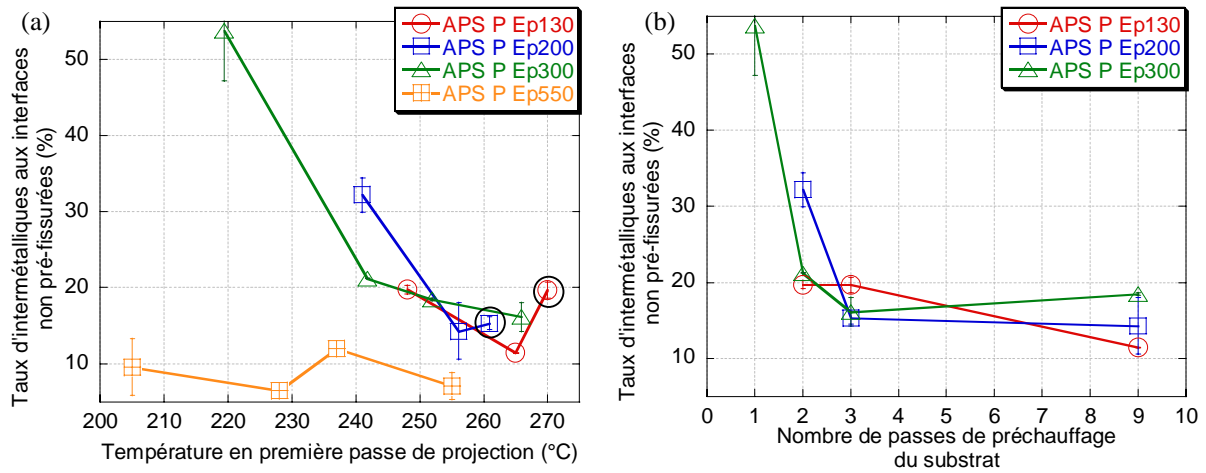 (a)
APS P Ep130
APS P Ep200
APS P Ep300
APS P Ep550
Taux d'intermétalliques aux interfaces
non pré-fissurées (%)
50
40
30
20
10
200 210 220 230 240 250 260 270
Température en première passe de projection (°C)
(b)
APS P Ep130
APS P Ep200
APS P Ep300
Taux d'intermétalliques aux interfaces
non pré-fissurées (%)
50
40
30
20
10
0 1 2 3 4 5 6 7 8 9 10
Nombre de passes de préchauffage
du substrat